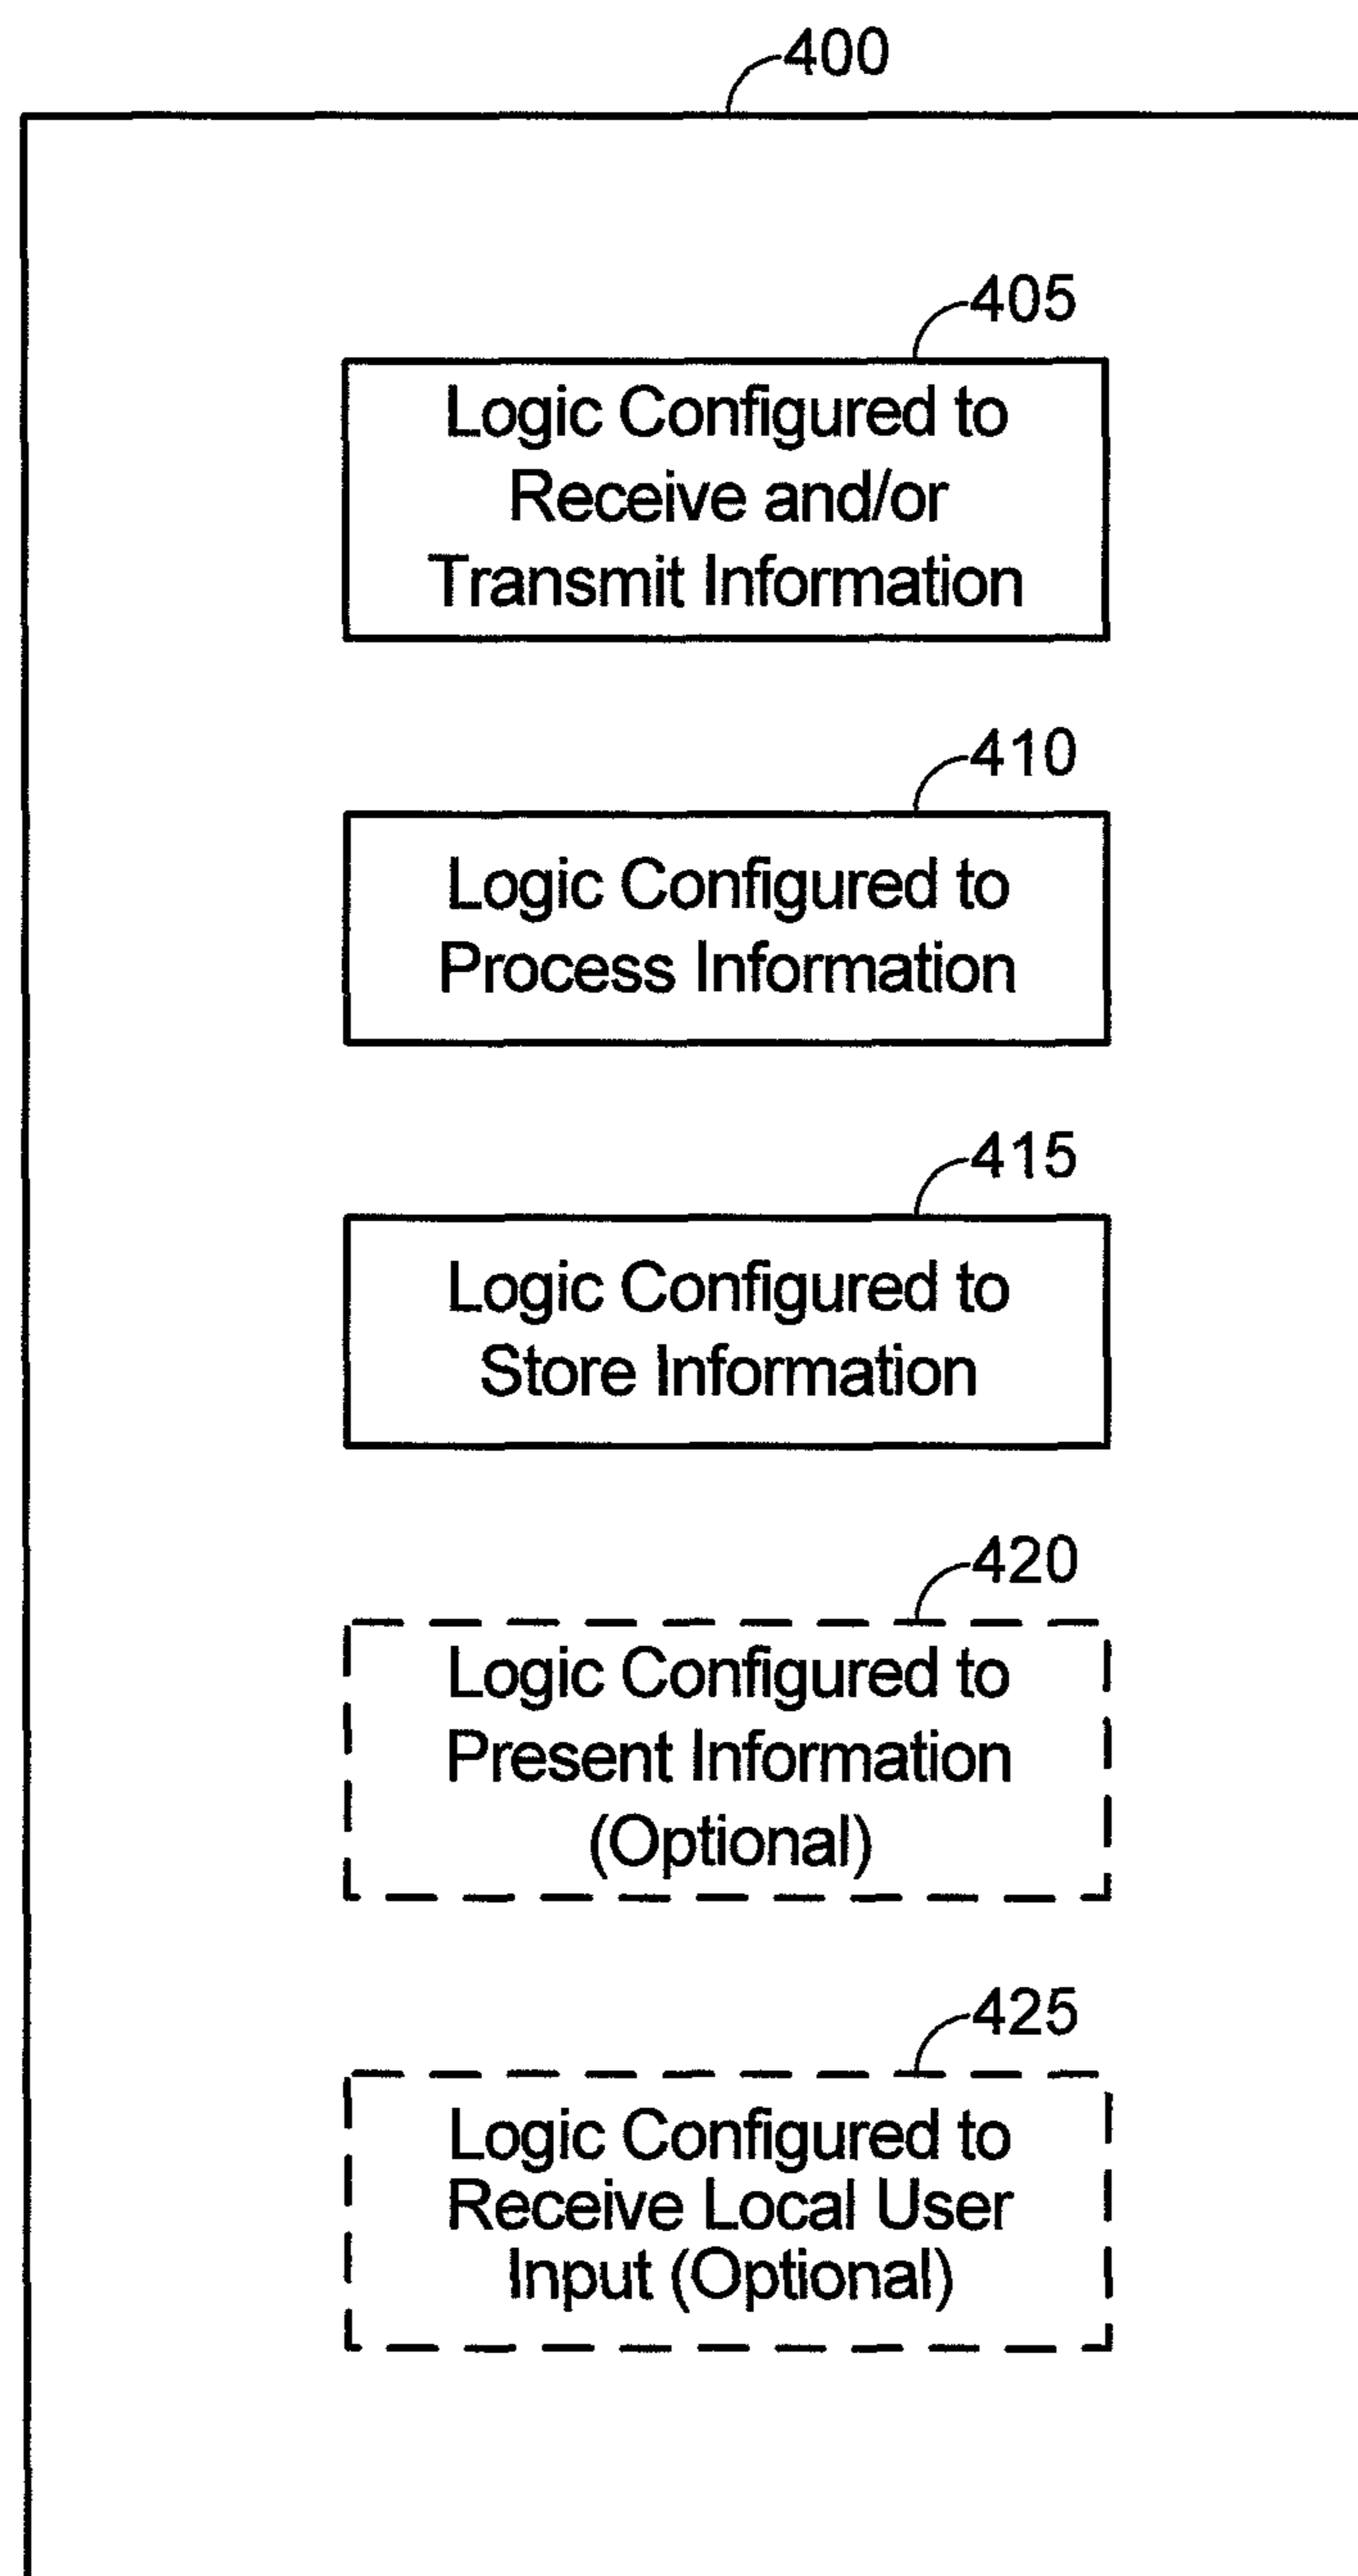 400
405
Logic Configured to
Receive and/or
Transmit Information
410
Logic Configured to
Process Information
415
Logic Configured to
Store Information
420
Logic Configured to
Present Information
(Optional)
425
Logic Configured to
Receive Local User
Input (Optional)